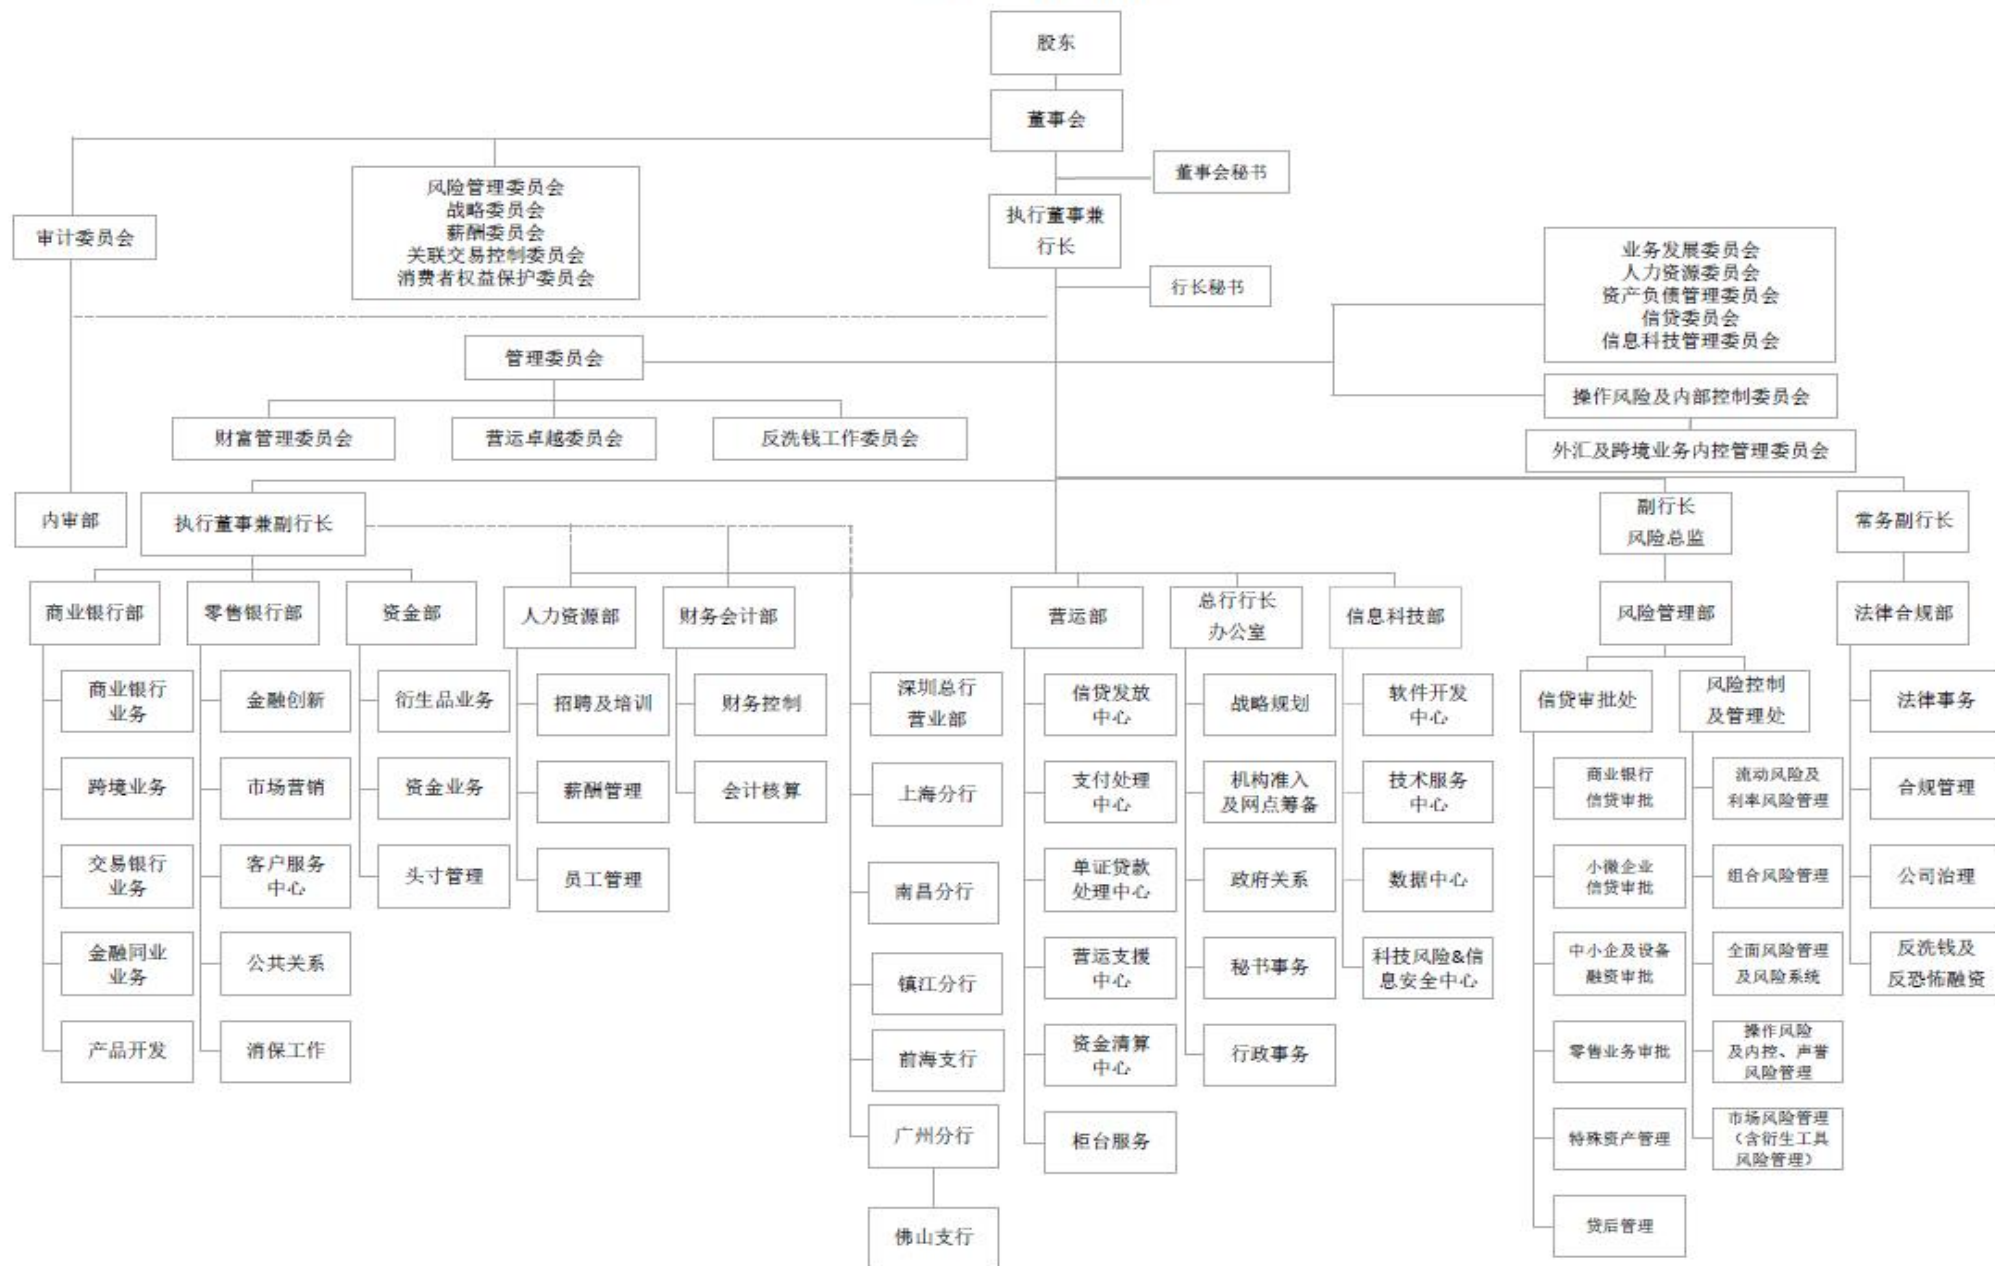 股东
董事会
董事会秘书
风险管理委员会
战略委员会
薪酬委员会
关联交易控制委员会
消费者权益保护委员会
审计委员会
执行董事兼
行长
行长秘书
业务发展委员会
人力资源委员会
资产负债管理委员会
信贷委员会
信息科技管理委员会
管理委员会
操作风险及内部控制委员会
财富管理委员会
营运卓越委员会
反洗钱工作委员会
外汇及跨境业务内控管理委员会
内审部
执行董事兼副行长
副行长
风险总监
常务副行长
商业银行部
零售银行部
资金部
人力资源部
财务会计部
营运部
总行行长
办公室
信息科技部
风险管理部
法律合规部
商业银行
业务
跨境业务
交易银行
业务
金融同业
业务
产品开发
金融创新
市场营销
客户服务
中心
公共关系
消保工作
衍生品业务
资金业务
头寸管理
招聘及培训
薪酬管理
员工管理
财务控制
会计核算
深圳总行
营业部
上海分行
南昌分行
镇江分行
前海支行
广州分行
佛山支行
信贷发放
中心
支付处理
中心
单证贷款
处理中心
营运支援
中心
资金清算
中心
柜台服务
战略规划
机构准入
及网点筹备
政府关系
秘书事务
行政事务
软件开发
中心
技术服务
中心
数据中心
科技风险&信
息安全中心
信贷审批处
商业银行
信贷审批
小微企业
信贷审批
中小企及设备
融资审批
零售业务审批
特殊资产管理
贷后管理
风险控制
及管理处
流动风险及
利率风险管理
组合风险管理
全面风险管理
及风险系统
操作风险
及内控、声誉
风险管理
市场风险管理
（含衍生工具
风险管理）
法律事务
合规管理
公司治理
反洗钱及
反恐怖融资